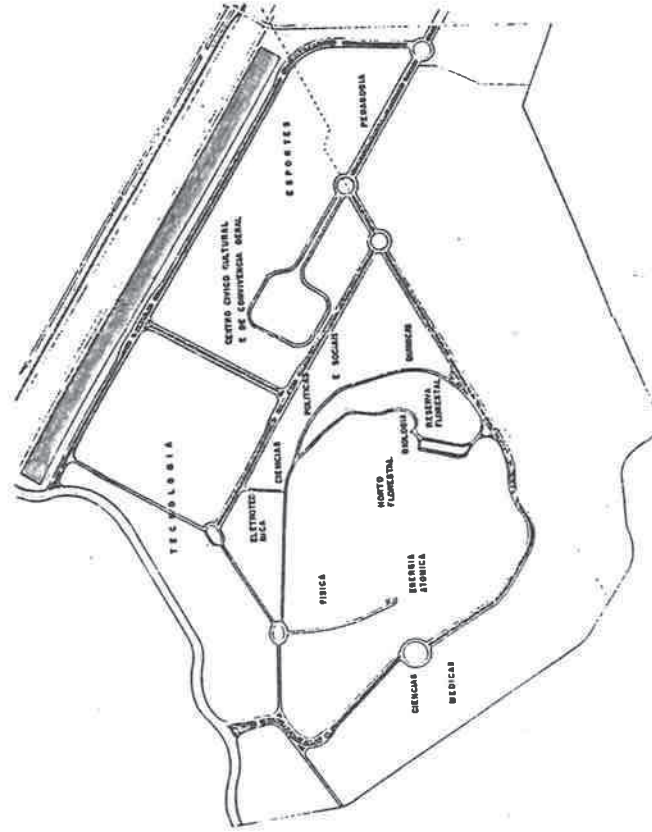 TECNOLOGIA
CENTRO CIVICO CULTURAL
E DE CONVIVENCIA GERAL
ESPORTES
PEDAGOGIA
ELETROTEC
NICA
CIENCIAS
POLITICAS
E SOCIAIS
QUIMICAS
FISICA
HORTO
FLORESTAL
BIOLOGIA
RESERVA
FLORESTAL
ENERGIA
ATOMICA
CIENCIAS
MEDICAS